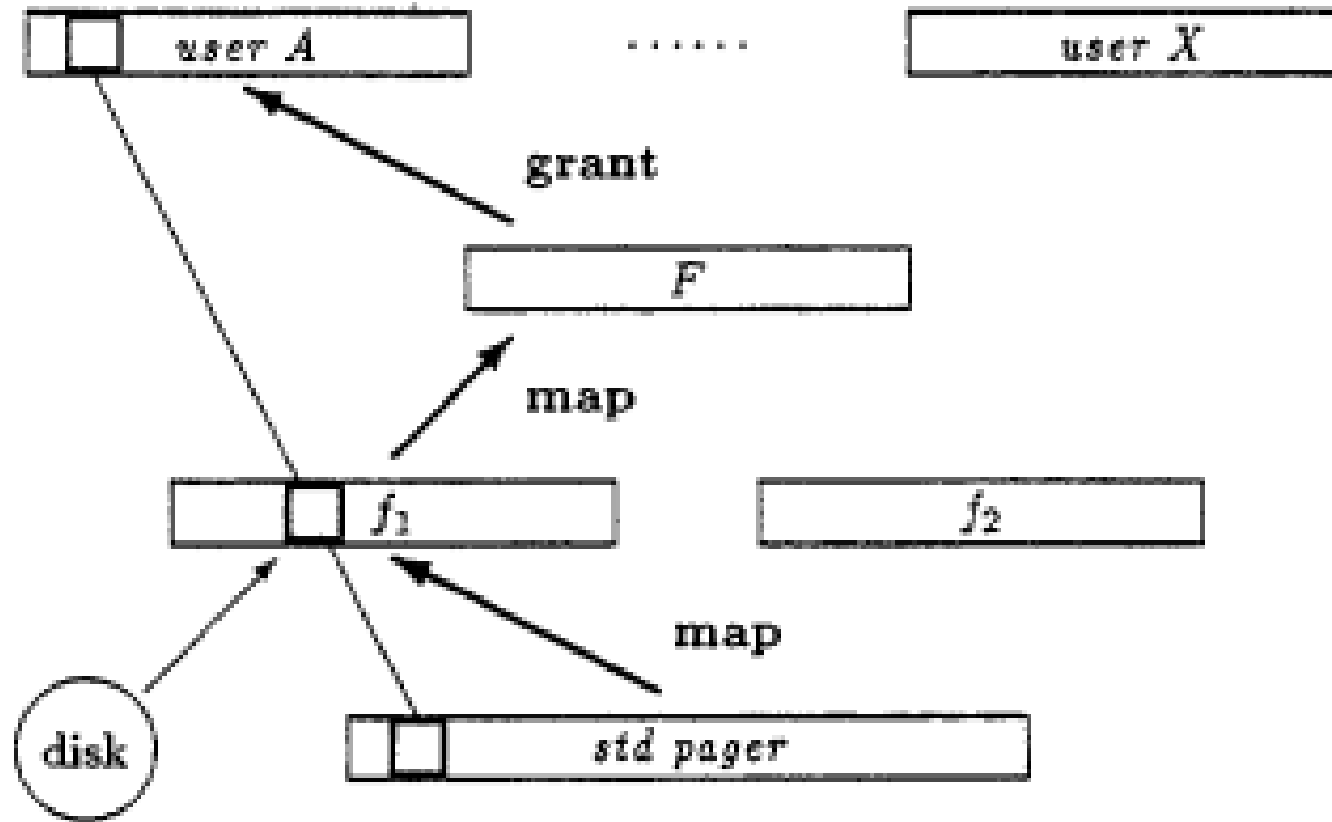 user A ...... user X
grant
F
map
f₁ f₂
map
disk std pager